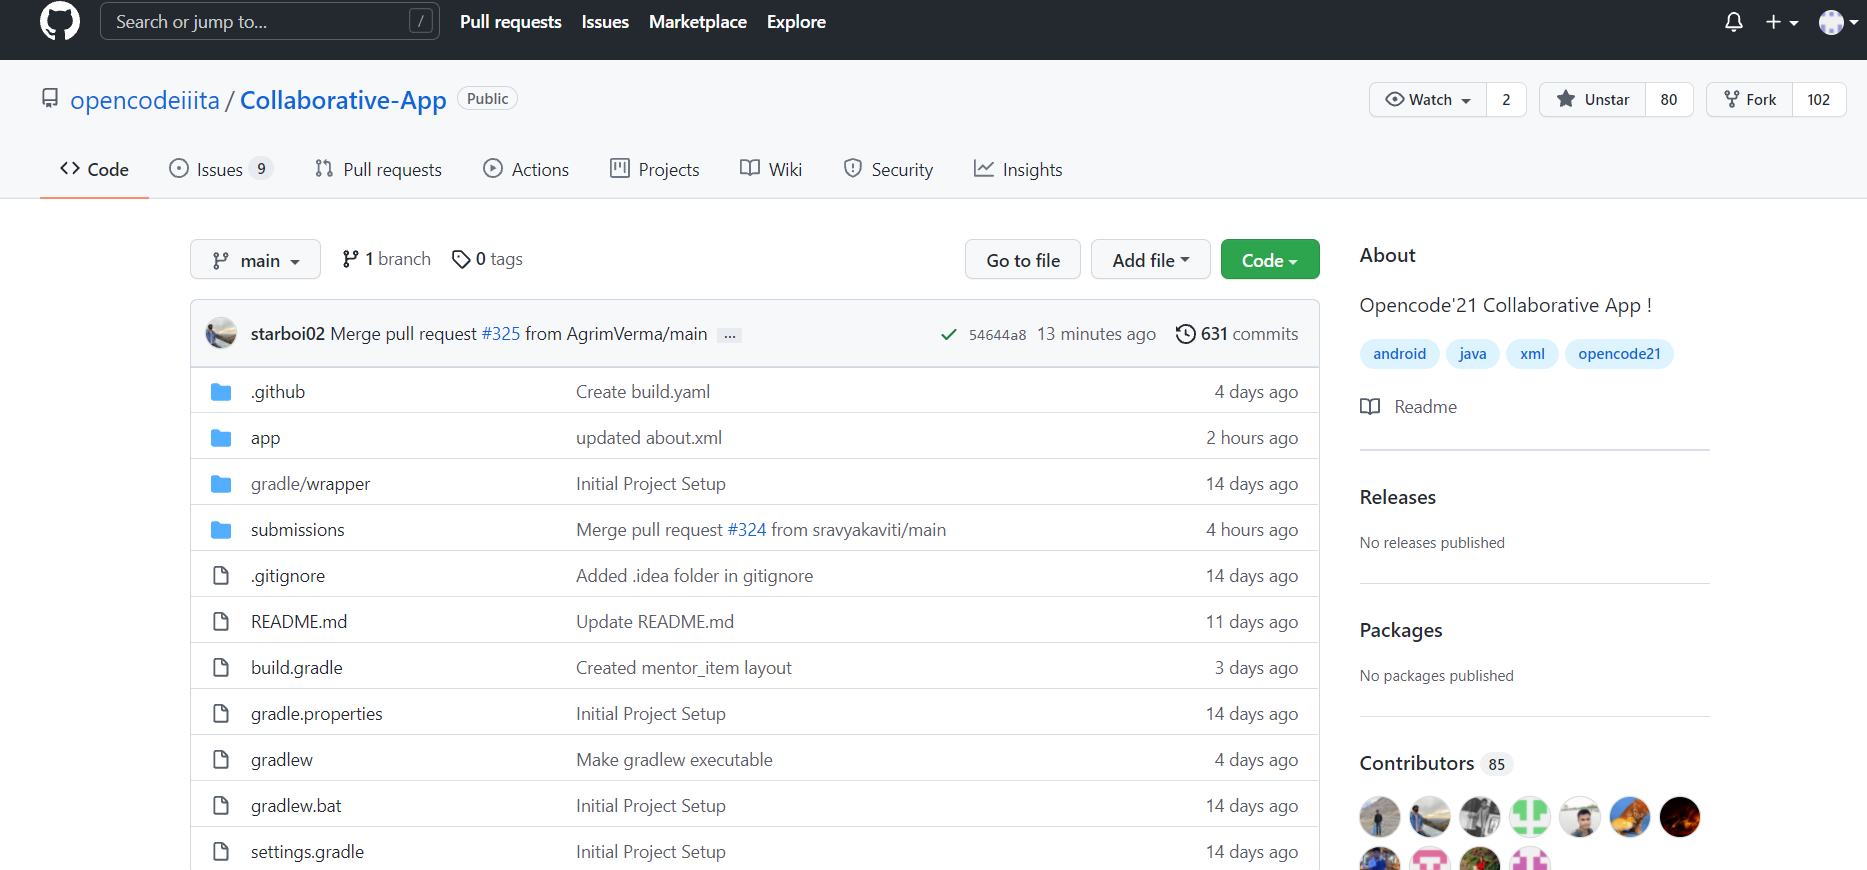 Search or jump to... / Pull requests Issues Marketplace Explore
opencodeiiita / Collaborative-App Public Watch 2 Unstar 80 Fork 102
Code Issues 9 Pull requests Actions Projects Wiki Security Insights
main 1 branch 0 tags Go to file Add file Code
starboi02 Merge pull request #325 from AgrimVerma/main ... 54644a8 13 minutes ago 631 commits
.github Create build.yaml 4 days ago
app updated about.xml 2 hours ago
gradle/wrapper Initial Project Setup 14 days ago
submissions Merge pull request #324 from sravyakaviti/main 4 hours ago
.gitignore Added .idea folder in gitignore 14 days ago
README.md Update README.md 11 days ago
build.gradle Created mentor_item layout 3 days ago
gradle.properties Initial Project Setup 14 days ago
gradlew Make gradlew executable 4 days ago
gradlew.bat Initial Project Setup 14 days ago
settings.gradle Initial Project Setup 14 days ago
About
Opencode'21 Collaborative App !
android java xml opencode21
Readme
Releases
No releases published
Packages
No packages published
Contributors 85